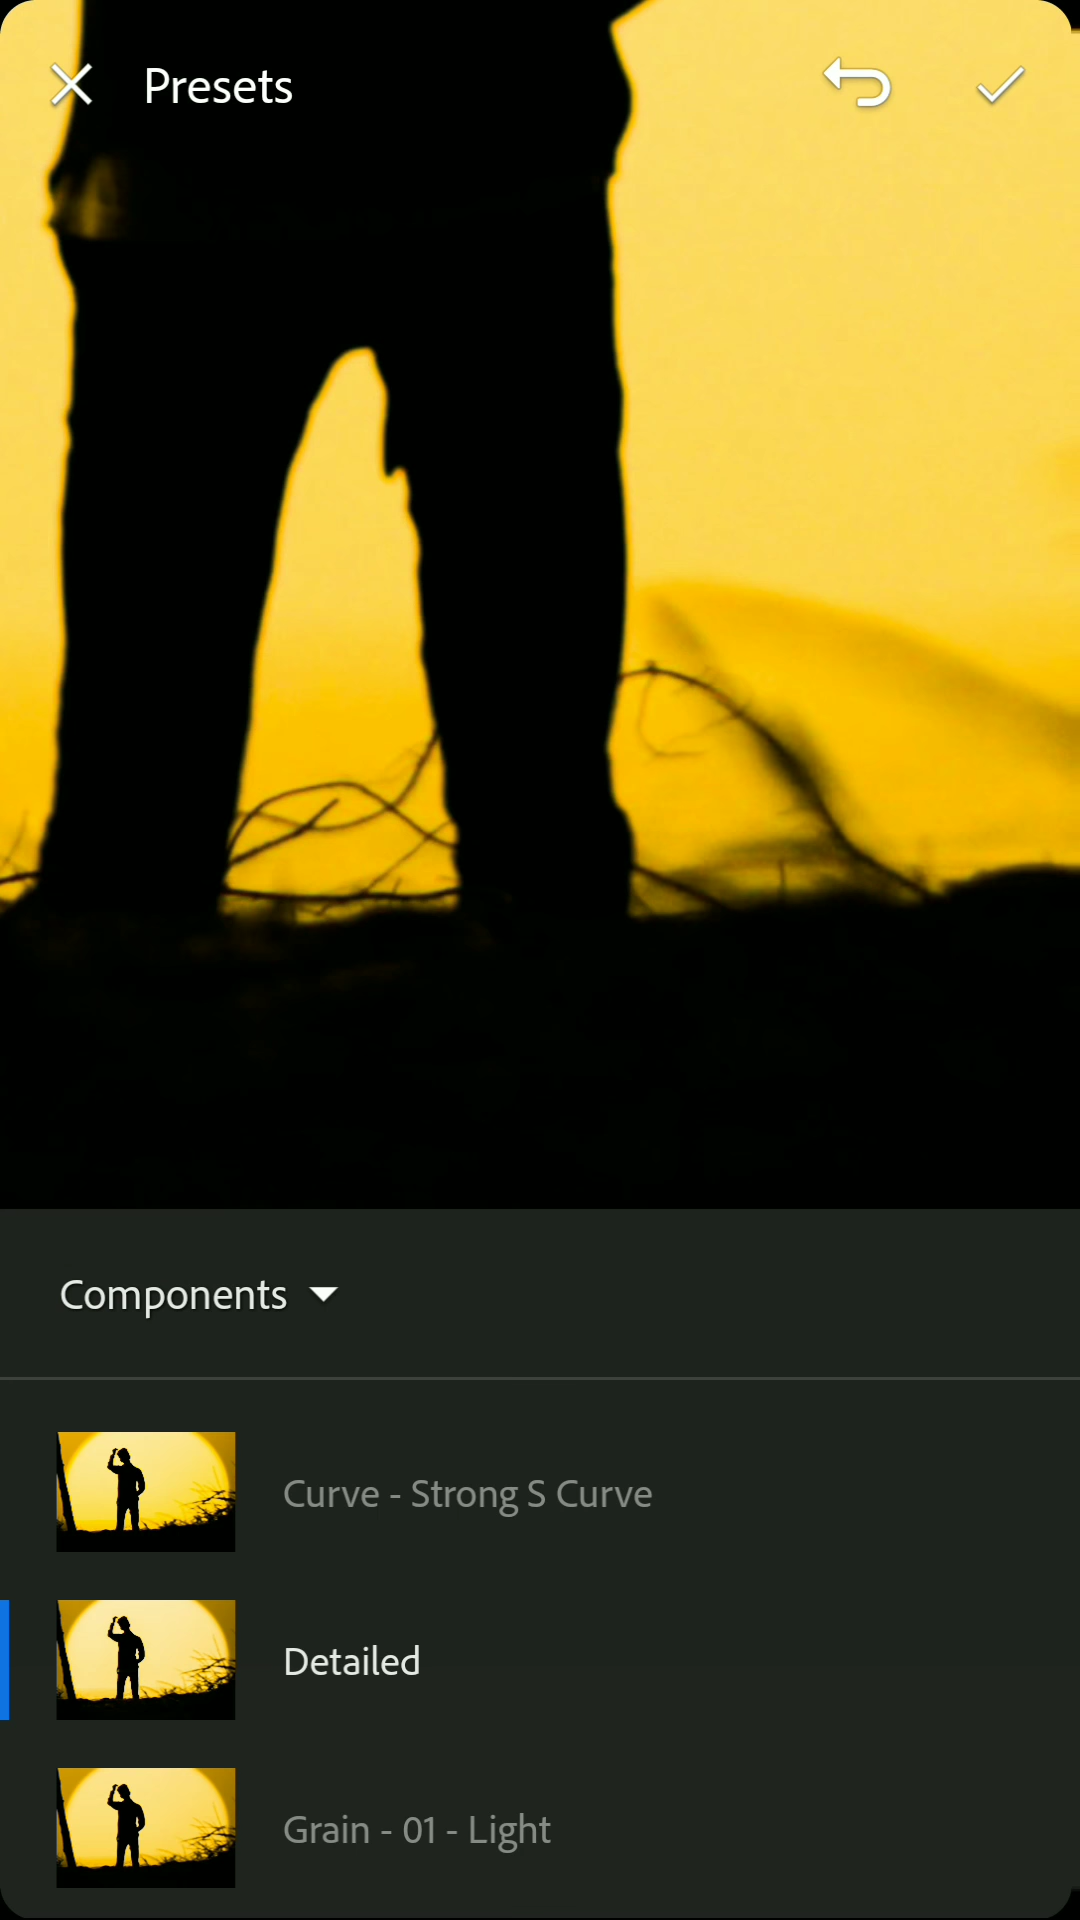 Presets
Components
Curve - Strong S Curve
Detailed
Grain - 01 - Light